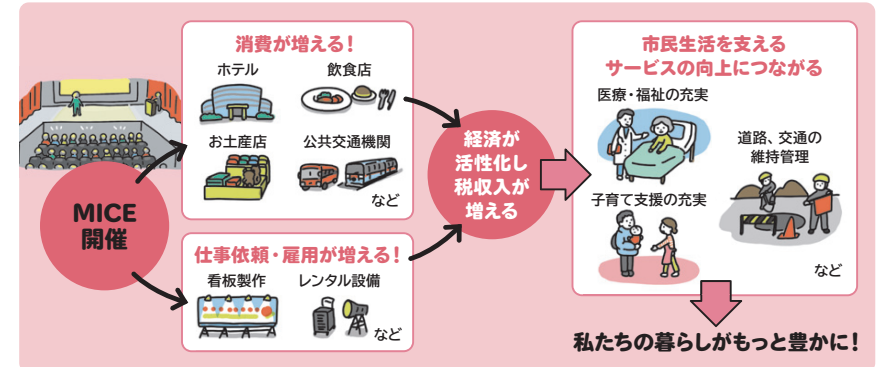 MICE
開催
消費が増える!
ホテル
飲食店
お土産店
公共交通機関
など
仕事依頼・雇用が増える!
看板製作
レンタル設備
など
経済が
活性化し
税収入が
増える
市民生活を支える
サービスの向上につながる
医療・福祉の充実
道路、交通の
維持管理
子育て支援の充実
など
私たちの暮らしがもっと豊かに!